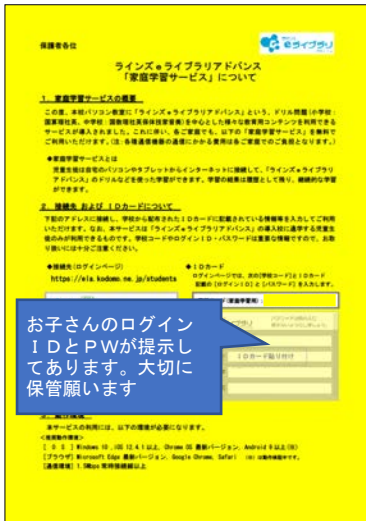 保護者各位
eライブラリ
ラインズｅライブラリアドバンス
「家庭学習サービス」について
１．家庭学習サービスの概要
この度、本校パソコン教室に「ラインズｅライブラリアドバンス」という、ドリル問題(小学校：
国算理社英、中学校：国数理社英保体技家音美)を中心とした様々な教育用コンテンツを利用できる
サービスが導入されました。これに伴い、各ご家庭でも、以下の「家庭学習サービス」を無料で
ご利用いただけます。(注：各種通信機器の通信にかかる費用は各ご家庭でのご負担となります。)
◆家庭学習サービスとは
児童生徒は自宅のパソコンやタブレットからインターネットに接続して、「ラインズｅライブラリ
アドバンス」のドリルなどを使った学習ができます。学習の結果は履歴として残り、継続的な学習
ができます。
２．接続先 および ＩＤカードについて
下記のアドレスに接続し、学校から配布されたＩＤカードに記載されている情報等を入力してご利用
いただけます。なお、本サービスは「ラインズｅライブラリアドバンス」の導入校に通学する児童生
徒のみが利用できるものです。学校コードやログインＩＤ・パスワードは重要な情報ですので、お取
り扱いには十分ご注意ください。
◆接続先(ログインページ)
https://ela.kodomo.ne.jp/students
◆ＩＤカード
ログインページでは、次の[学校コード]とＩＤカード
記載の[ログインＩＤ]と[パスワード]を入力します。
(家庭学習用)：
ＩＤカード貼り付け
お子さんのログイン
ＩＤとＰＷが提示し
てあります。大切に
保管願います
本サービスの利用には、以下の環境が必要になります。
＜推奨動作環境＞
[ＯＳ] Windows 10 、iOS 12.4.1以上、Chrome OS 最新バージョン、Android 9以上(※)
[ブラウザ] Microsoft Edge 最新バージョン、Google Chrome、Safari
[通信環境] 1.5Mbps 常時接続線以上